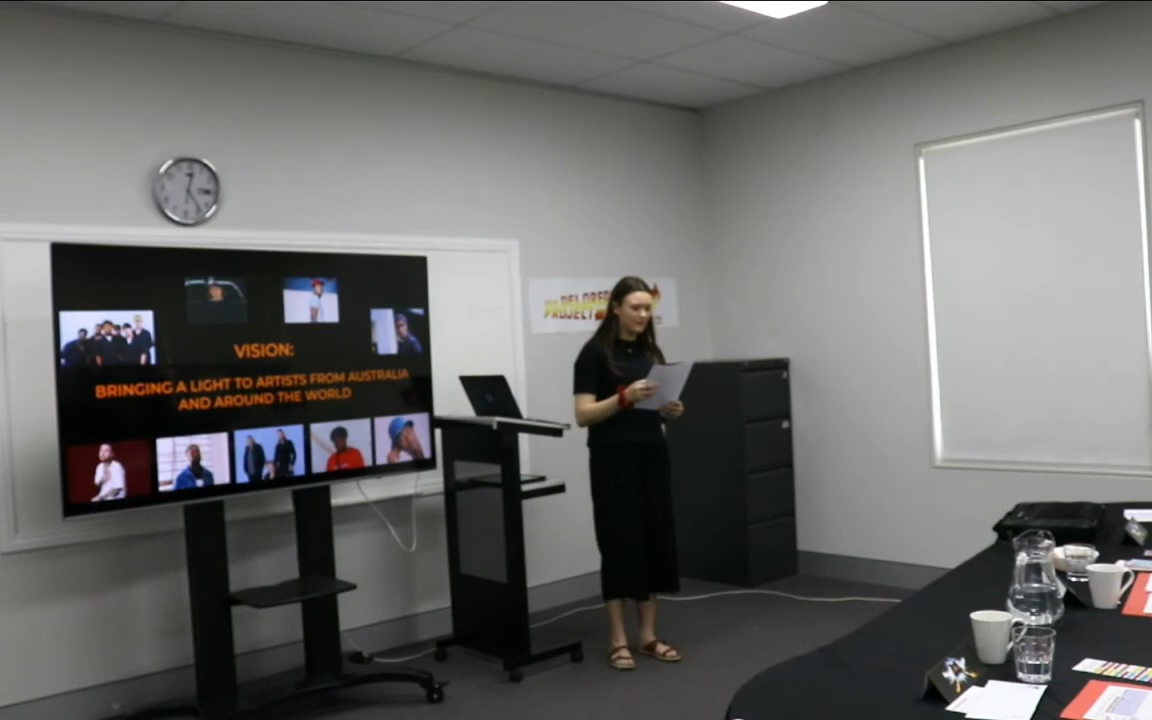 VISION:
BRINGING A LIGHT TO ARTISTS FROM AUSTRALIA
AND AROUND THE WORLD
PROJECT